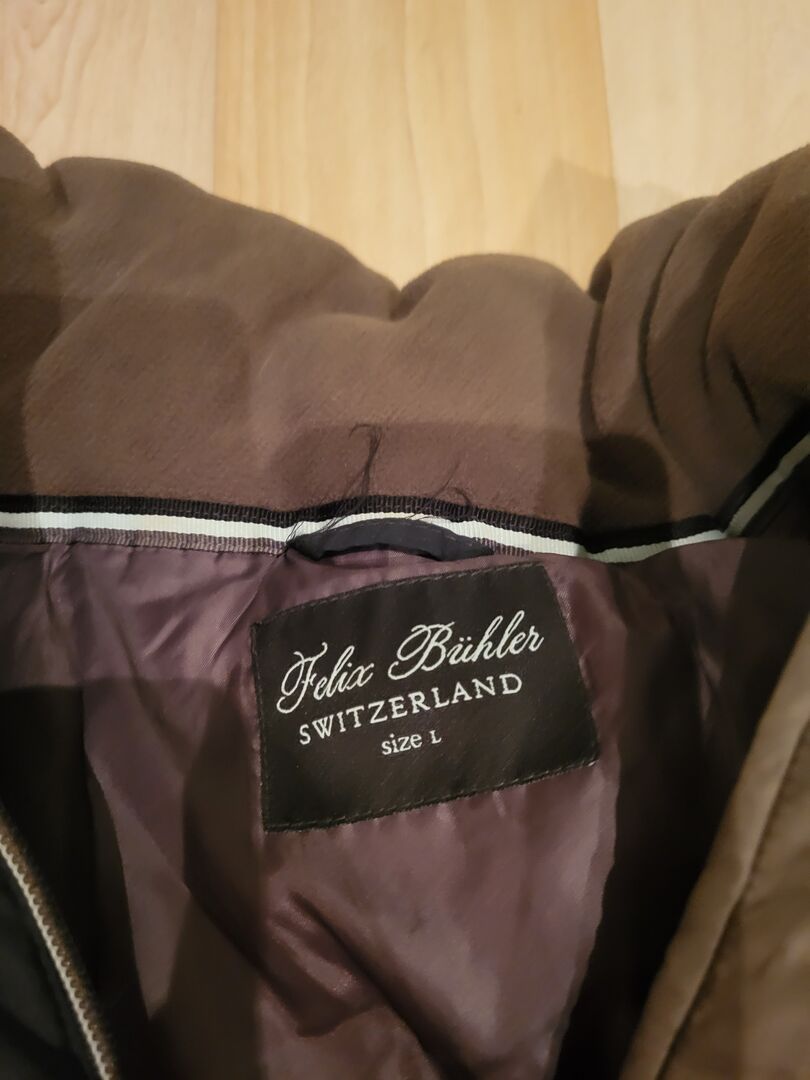 Felix Bühler
SWITZERLAND
size L